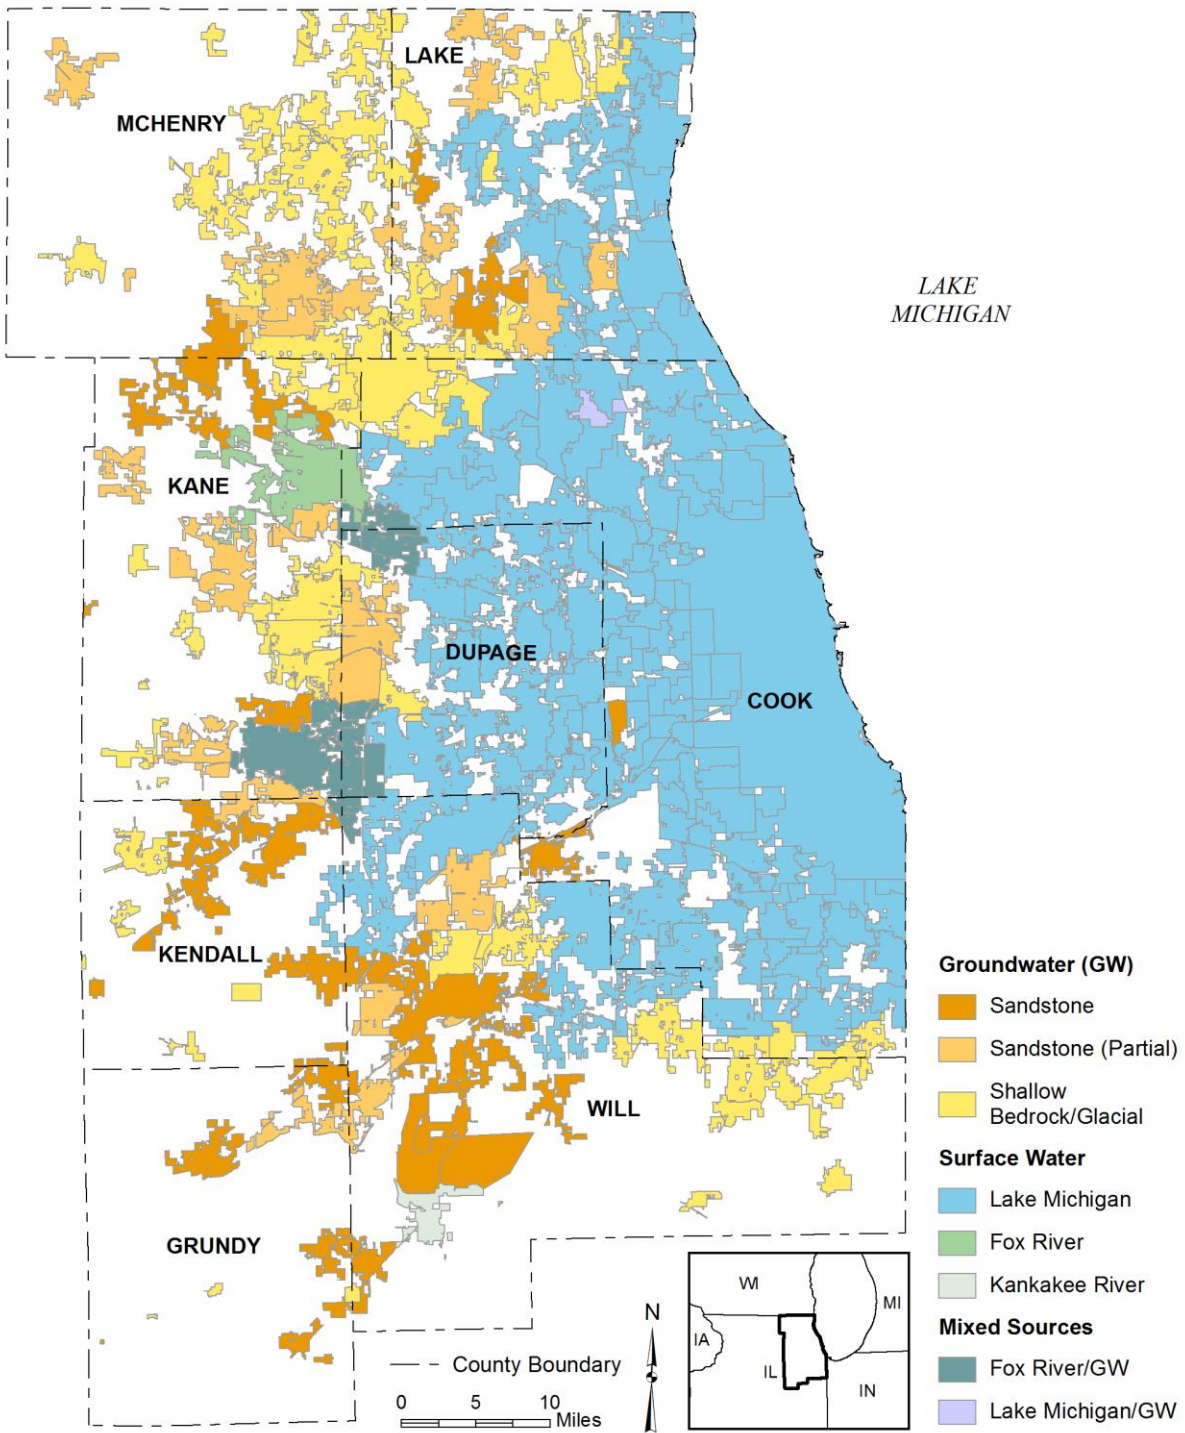 LAKE
MCHENRY
LAKE
MICHIGAN
KANE
DUPAGE
COOK
KENDALL
WILL
GRUNDY
Groundwater (GW)
Sandstone
Sandstone (Partial)
Shallow
Bedrock/Glacial
Surface Water
Lake Michigan
Fox River
Kankakee River
Mixed Sources
Fox River/GW
Lake Michigan/GW
County Boundary
0 5 10
Miles
N
WI
MI
IA
IL
IN